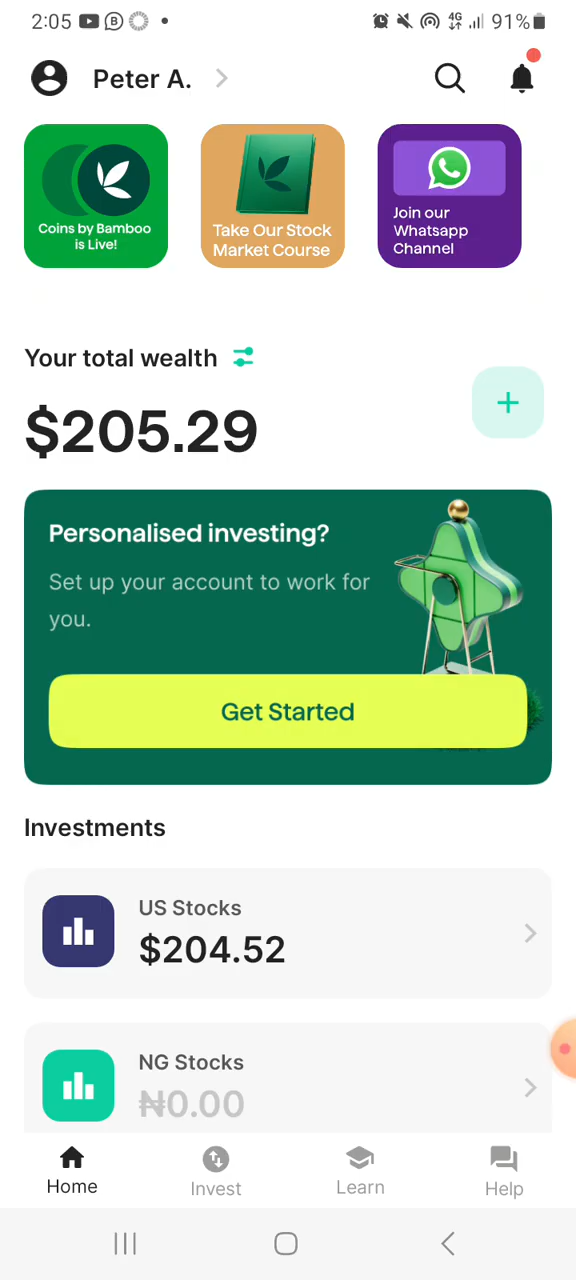 2:05
4G
91%
Peter A.
Coins by Bamboo
is Live!
Take Our Stock
Market Course
Join our
Whatsapp
Channel
Your total wealth
$205.29
+
Personalised investing?
Set up your account to work for
you.
Get Started
Investments
US Stocks
$204.52
NG Stocks
₦0.00
Home
Invest
Learn
Help